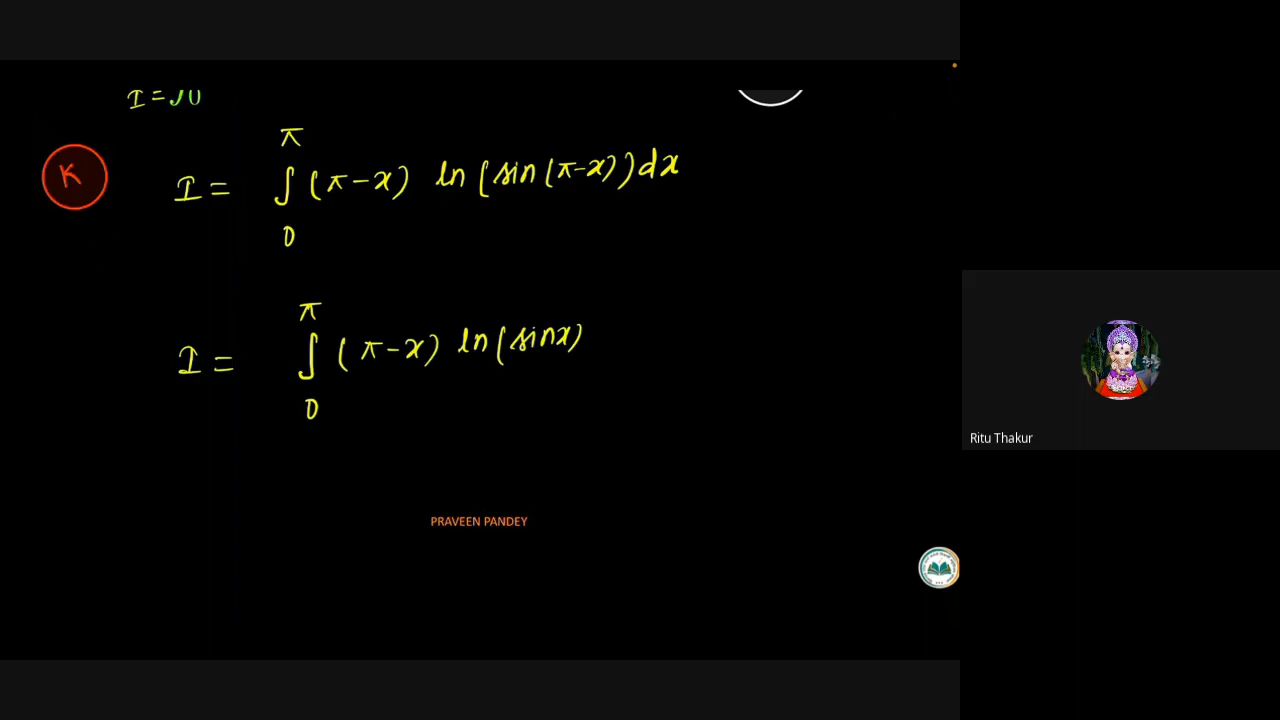 I =
π
K
I = ∫ (π-x) ln(sin(π-x))dx
0
π
I = ∫ (π-x) ln(sinx)
0
Ritu Thakur
PRAVEEN PANDEY